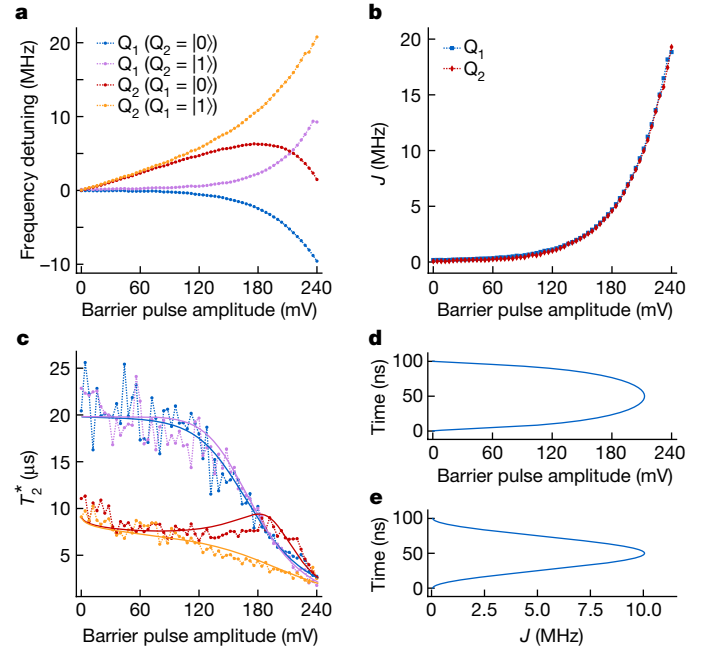 a
Frequency detuning (MHz)
20
10
0
−10
Q1 (Q2 = |0⟩)
Q1 (Q2 = |1⟩)
Q2 (Q1 = |0⟩)
Q2 (Q1 = |1⟩)
0 60 120 180 240
Barrier pulse amplitude (mV)
b
J (MHz)
20
15
10
5
0
Q1
Q2
0 60 120 180 240
Barrier pulse amplitude (mV)
c
T2* (μs)
25
20
15
10
5
0 60 120 180 240
Barrier pulse amplitude (mV)
d
Time (ns)
100
50
0
0 60 120 180 240
Barrier pulse amplitude (mV)
e
Time (ns)
100
50
0
0 2.5 5.0 7.5 10.0
J (MHz)